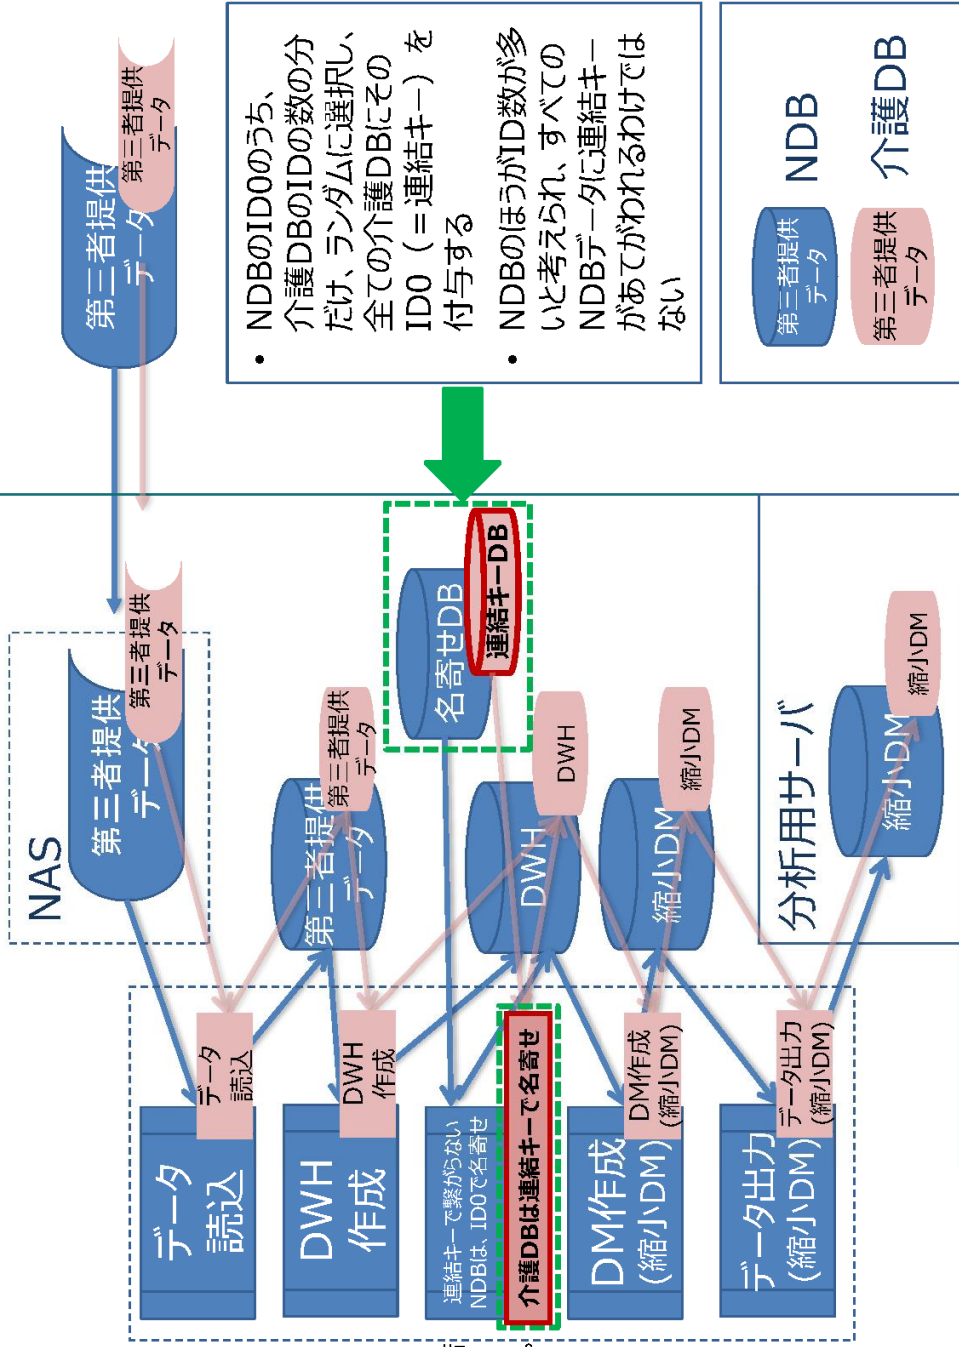 データ
読込
データ
読込
DWH
作成
DWH
作成
連結キーで繋がらない
NDBは、ID0で名寄せ
介護DBは連結キーで名寄せ
DM作成
(縮小DM)
DM作成
(縮小DM)
データ出力
(縮小DM)
データ出力
(縮小DM)
NAS
第三者提供
データ
第三者提供
データ
第三者提供
データ
第三者提供
データ
名寄せDB
連結キーDB
DWH
DWH
縮小DM
縮小DM
分析用サーバ
縮小DM
縮小DM
第三者提供
データ
第三者提供
データ
• NDBのID0のうち、
介護DBのIDの数の分
だけ、ランダムに選択し、
全ての介護DBにその
ID0(=連結キー)を
付与する
• NDBのほうがID数が多
いと考えられ、すべての
NDBデータに連結キー
があてがわれるわけでは
ない
第三者提供
データ
NDB
第三者提供
データ
介護DB